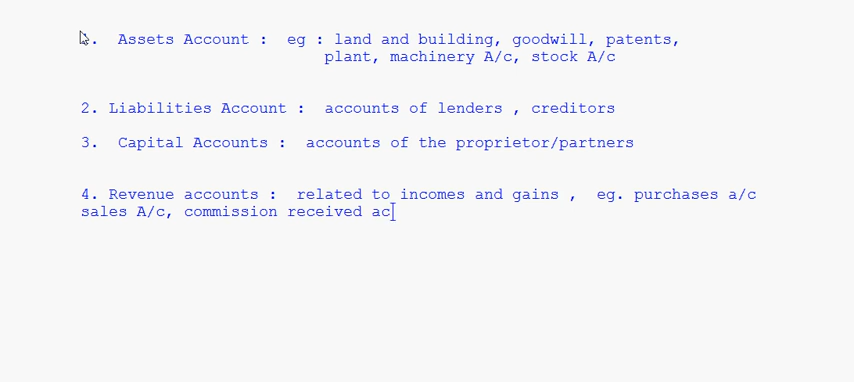 . Assets Account : eg : land and building, goodwill, patents,
plant, machinery A/c, stock A/c
2. Liabilities Account : accounts of lenders , creditors
3. Capital Accounts : accounts of the proprietor/partners
4. Revenue accounts : related to incomes and gains , eg. purchases a/c
sales A/c, commission received ac